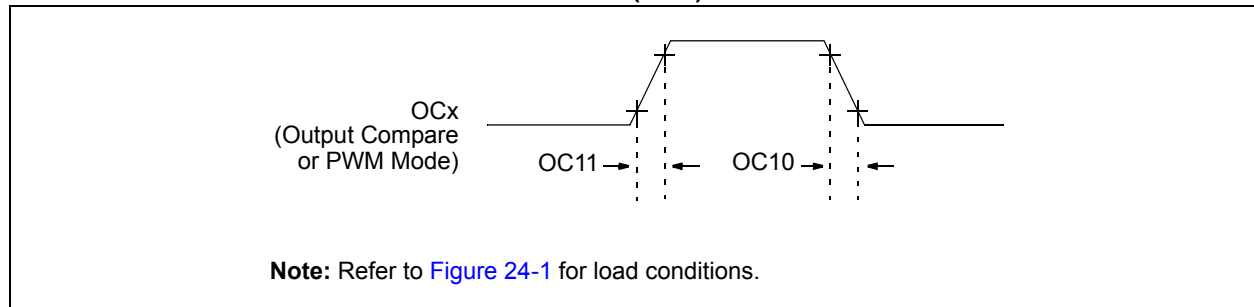 OCx
(Output Compare
or PWM Mode)
OC11
OC10
Note: Refer to Figure 24-1 for load conditions.